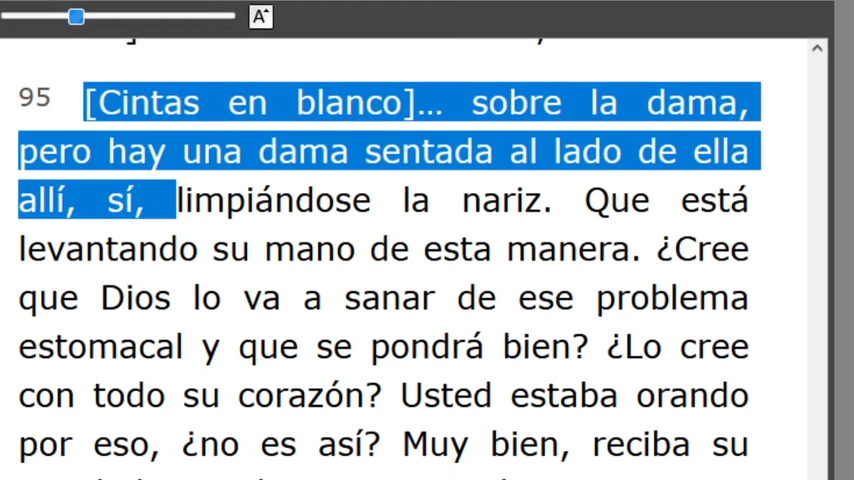 A
95 [Cintas en blanco]... sobre la dama,
pero hay una dama sentada al lado de ella
allí, sí, limpiándose la nariz. Que está
levantando su mano de esta manera. ¿Cree
que Dios lo va a sanar de ese problema
estomacal y que se pondrá bien? ¿Lo cree
con todo su corazón? Usted estaba orando
por eso, ¿no es así? Muy bien, reciba su